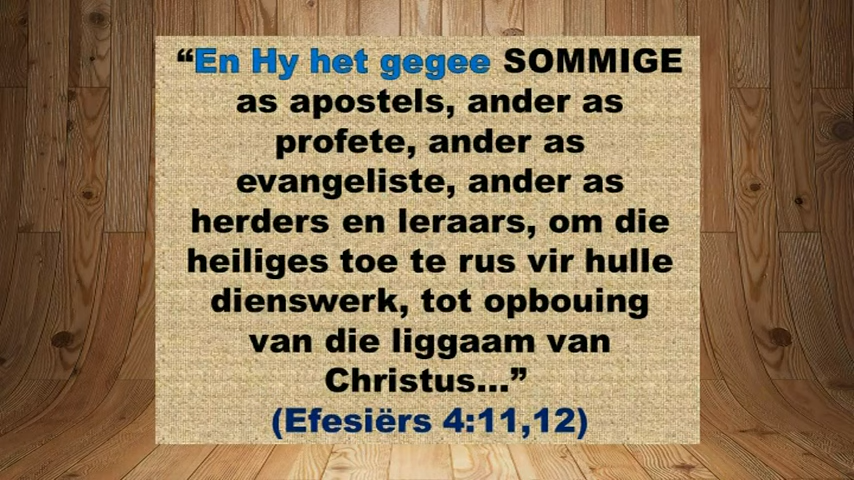 “En Hy het gegee SOMMIGE
as apostels, ander as
profete, ander as
evangeliste, ander as
herders en leraars, om die
heiliges toe te rus vir hulle
dienswerk, tot opbouing
van die liggaam van
Christus...”
(Efesiërs 4:11,12)